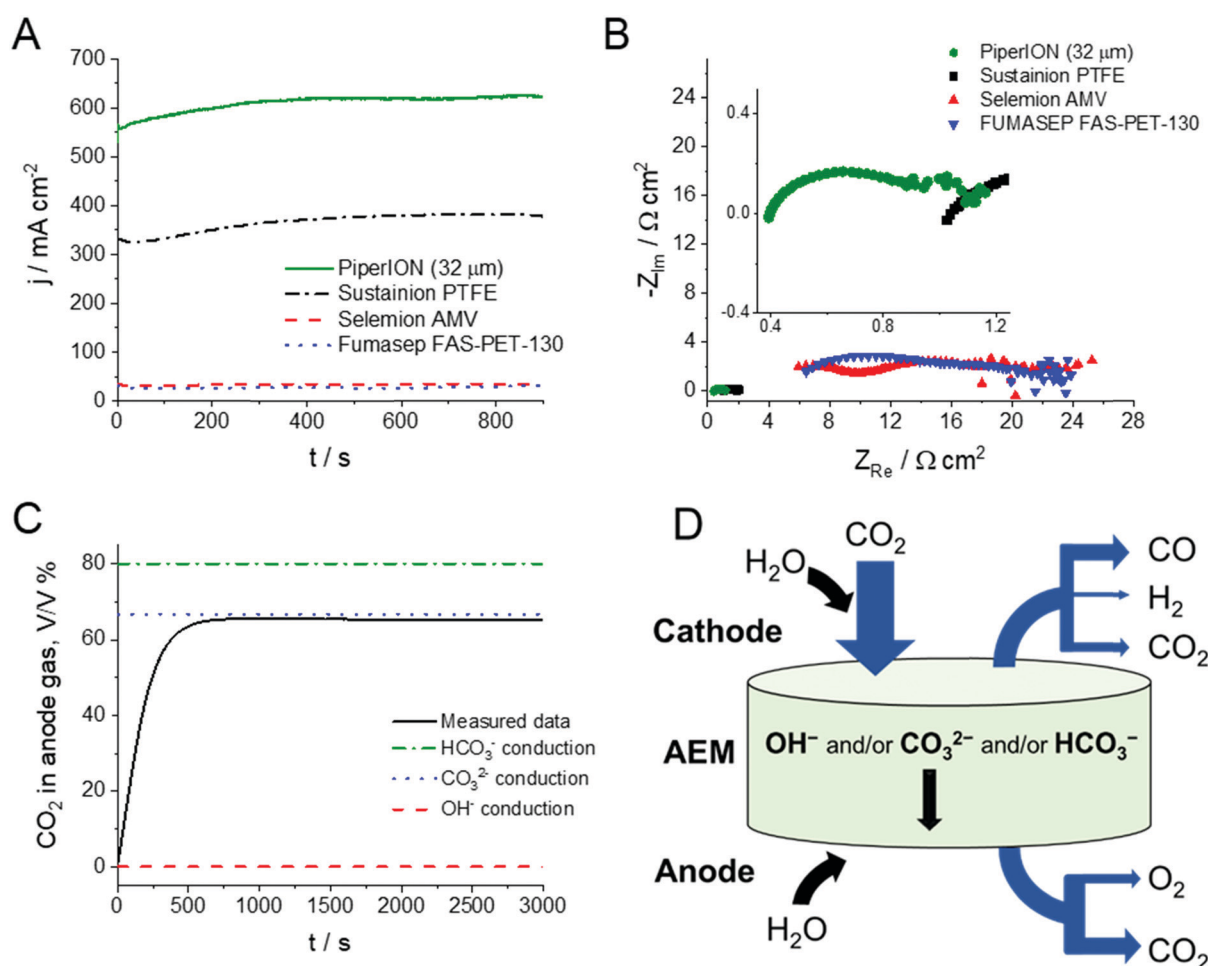 A
700
600
500
400
300
200
100
0
j / mA cm⁻²
0 200 400 600 800
t / s
PiperION (32 μm)
Sustainion PTFE
Selemion AMV
Fumasep FAS-PET-130
B
PiperION (32 μm)
Sustainion PTFE
Selemion AMV
FUMASEP FAS-PET-130
24
20
16
12
8
4
0
-Z_Im / Ω cm²
0.4
0.0
-0.4
0.4 0.8 1.2
0 4 8 12 16 20 24 28
Z_Re / Ω cm²
C
80
60
40
20
0
CO₂ in anode gas, V/V %
Measured data
HCO₃⁻ conduction
CO₃²⁻ conduction
OH⁻ conduction
0 500 1000 1500 2000 2500 3000
t / s
D
H₂O
CO₂
CO
H₂
CO₂
Cathode
AEM
OH⁻ and/or CO₃²⁻ and/or HCO₃⁻
Anode
H₂O
O₂
CO₂